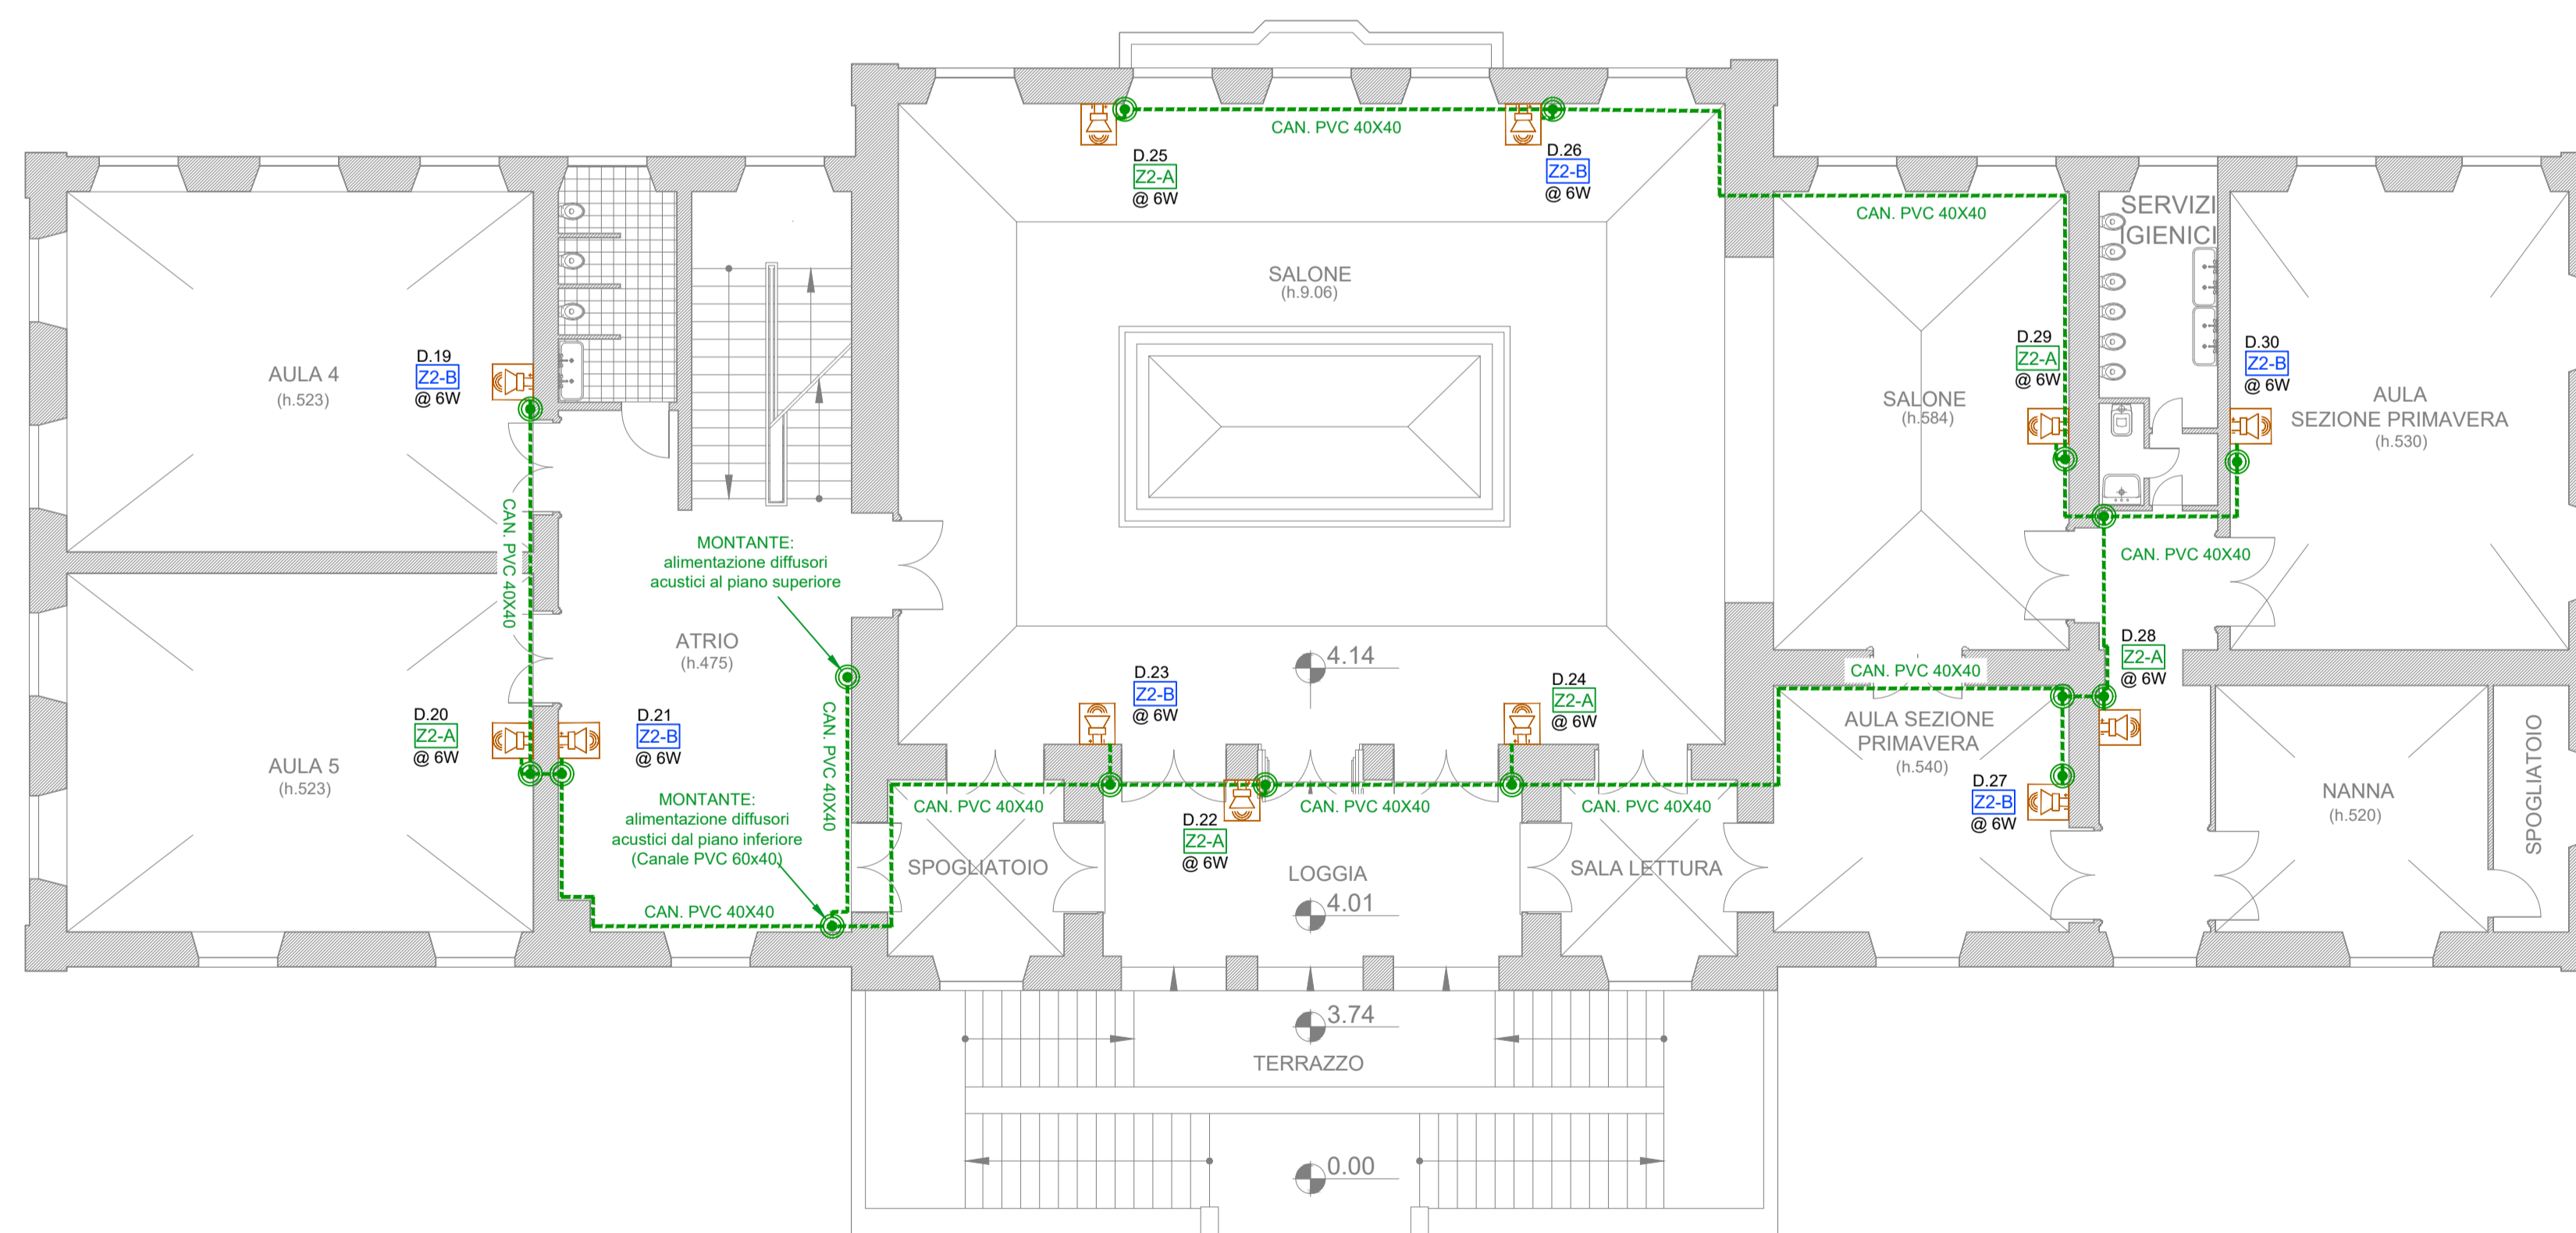 CAN. PVC 40X40
D.25
Z2-A
@ 6W
D.26
Z2-B
@ 6W
CAN. PVC 40X40
SERVIZI
IGIENICI
SALONE
(h.9.06)
D.19
Z2-B
@ 6W
AULA 4
(h.523)
D.29
Z2-A
@ 6W
D.30
Z2-B
@ 6W
SALONE
(h.584)
AULA
SEZIONE PRIMAVERA
(h.530)
CAN. PVC 40X40
MONTANTE:
alimentazione diffusori
acustici al piano superiore
CAN. PVC 40X40
ATRIO
(h.475)
4.14
D.28
Z2-A
@ 6W
CAN. PVC 40X40
D.23
Z2-B
@ 6W
D.24
Z2-A
@ 6W
D.20
Z2-A
@ 6W
D.21
Z2-B
@ 6W
CAN. PVC 40X40
AULA SEZIONE
PRIMAVERA
(h.540)
AULA 5
(h.523)
D.27
Z2-B
@ 6W
NANNA
(h.520)
SPOGLIATOIO
MONTANTE:
alimentazione diffusori
acustici dal piano inferiore
(Canale PVC 60x40)
CAN. PVC 40X40
CAN. PVC 40X40
CAN. PVC 40X40
D.22
Z2-A
@ 6W
SPOGLIATOIO
LOGGIA
4.01
SALA LETTURA
CAN. PVC 40X40
3.74
TERRAZZO
0.00